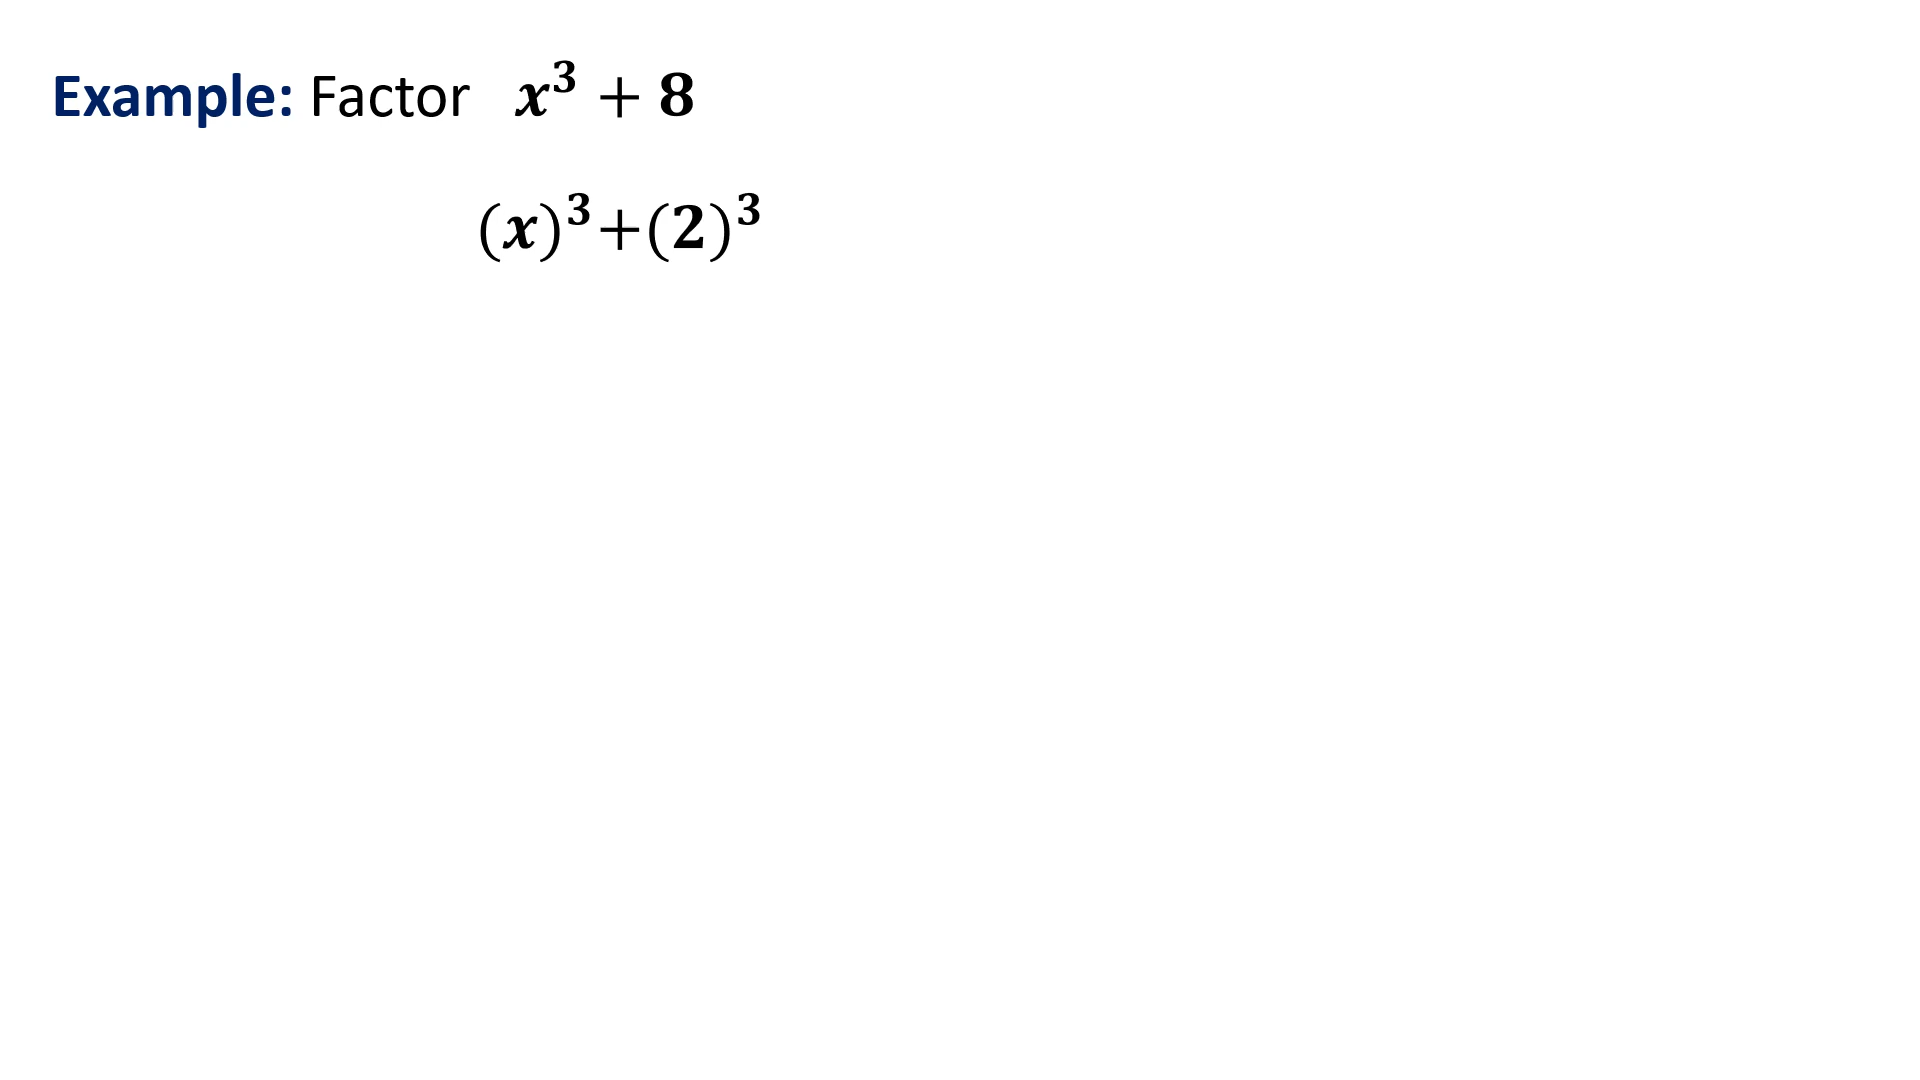 Example: Factor x³ + 8
(x)³+(2)³